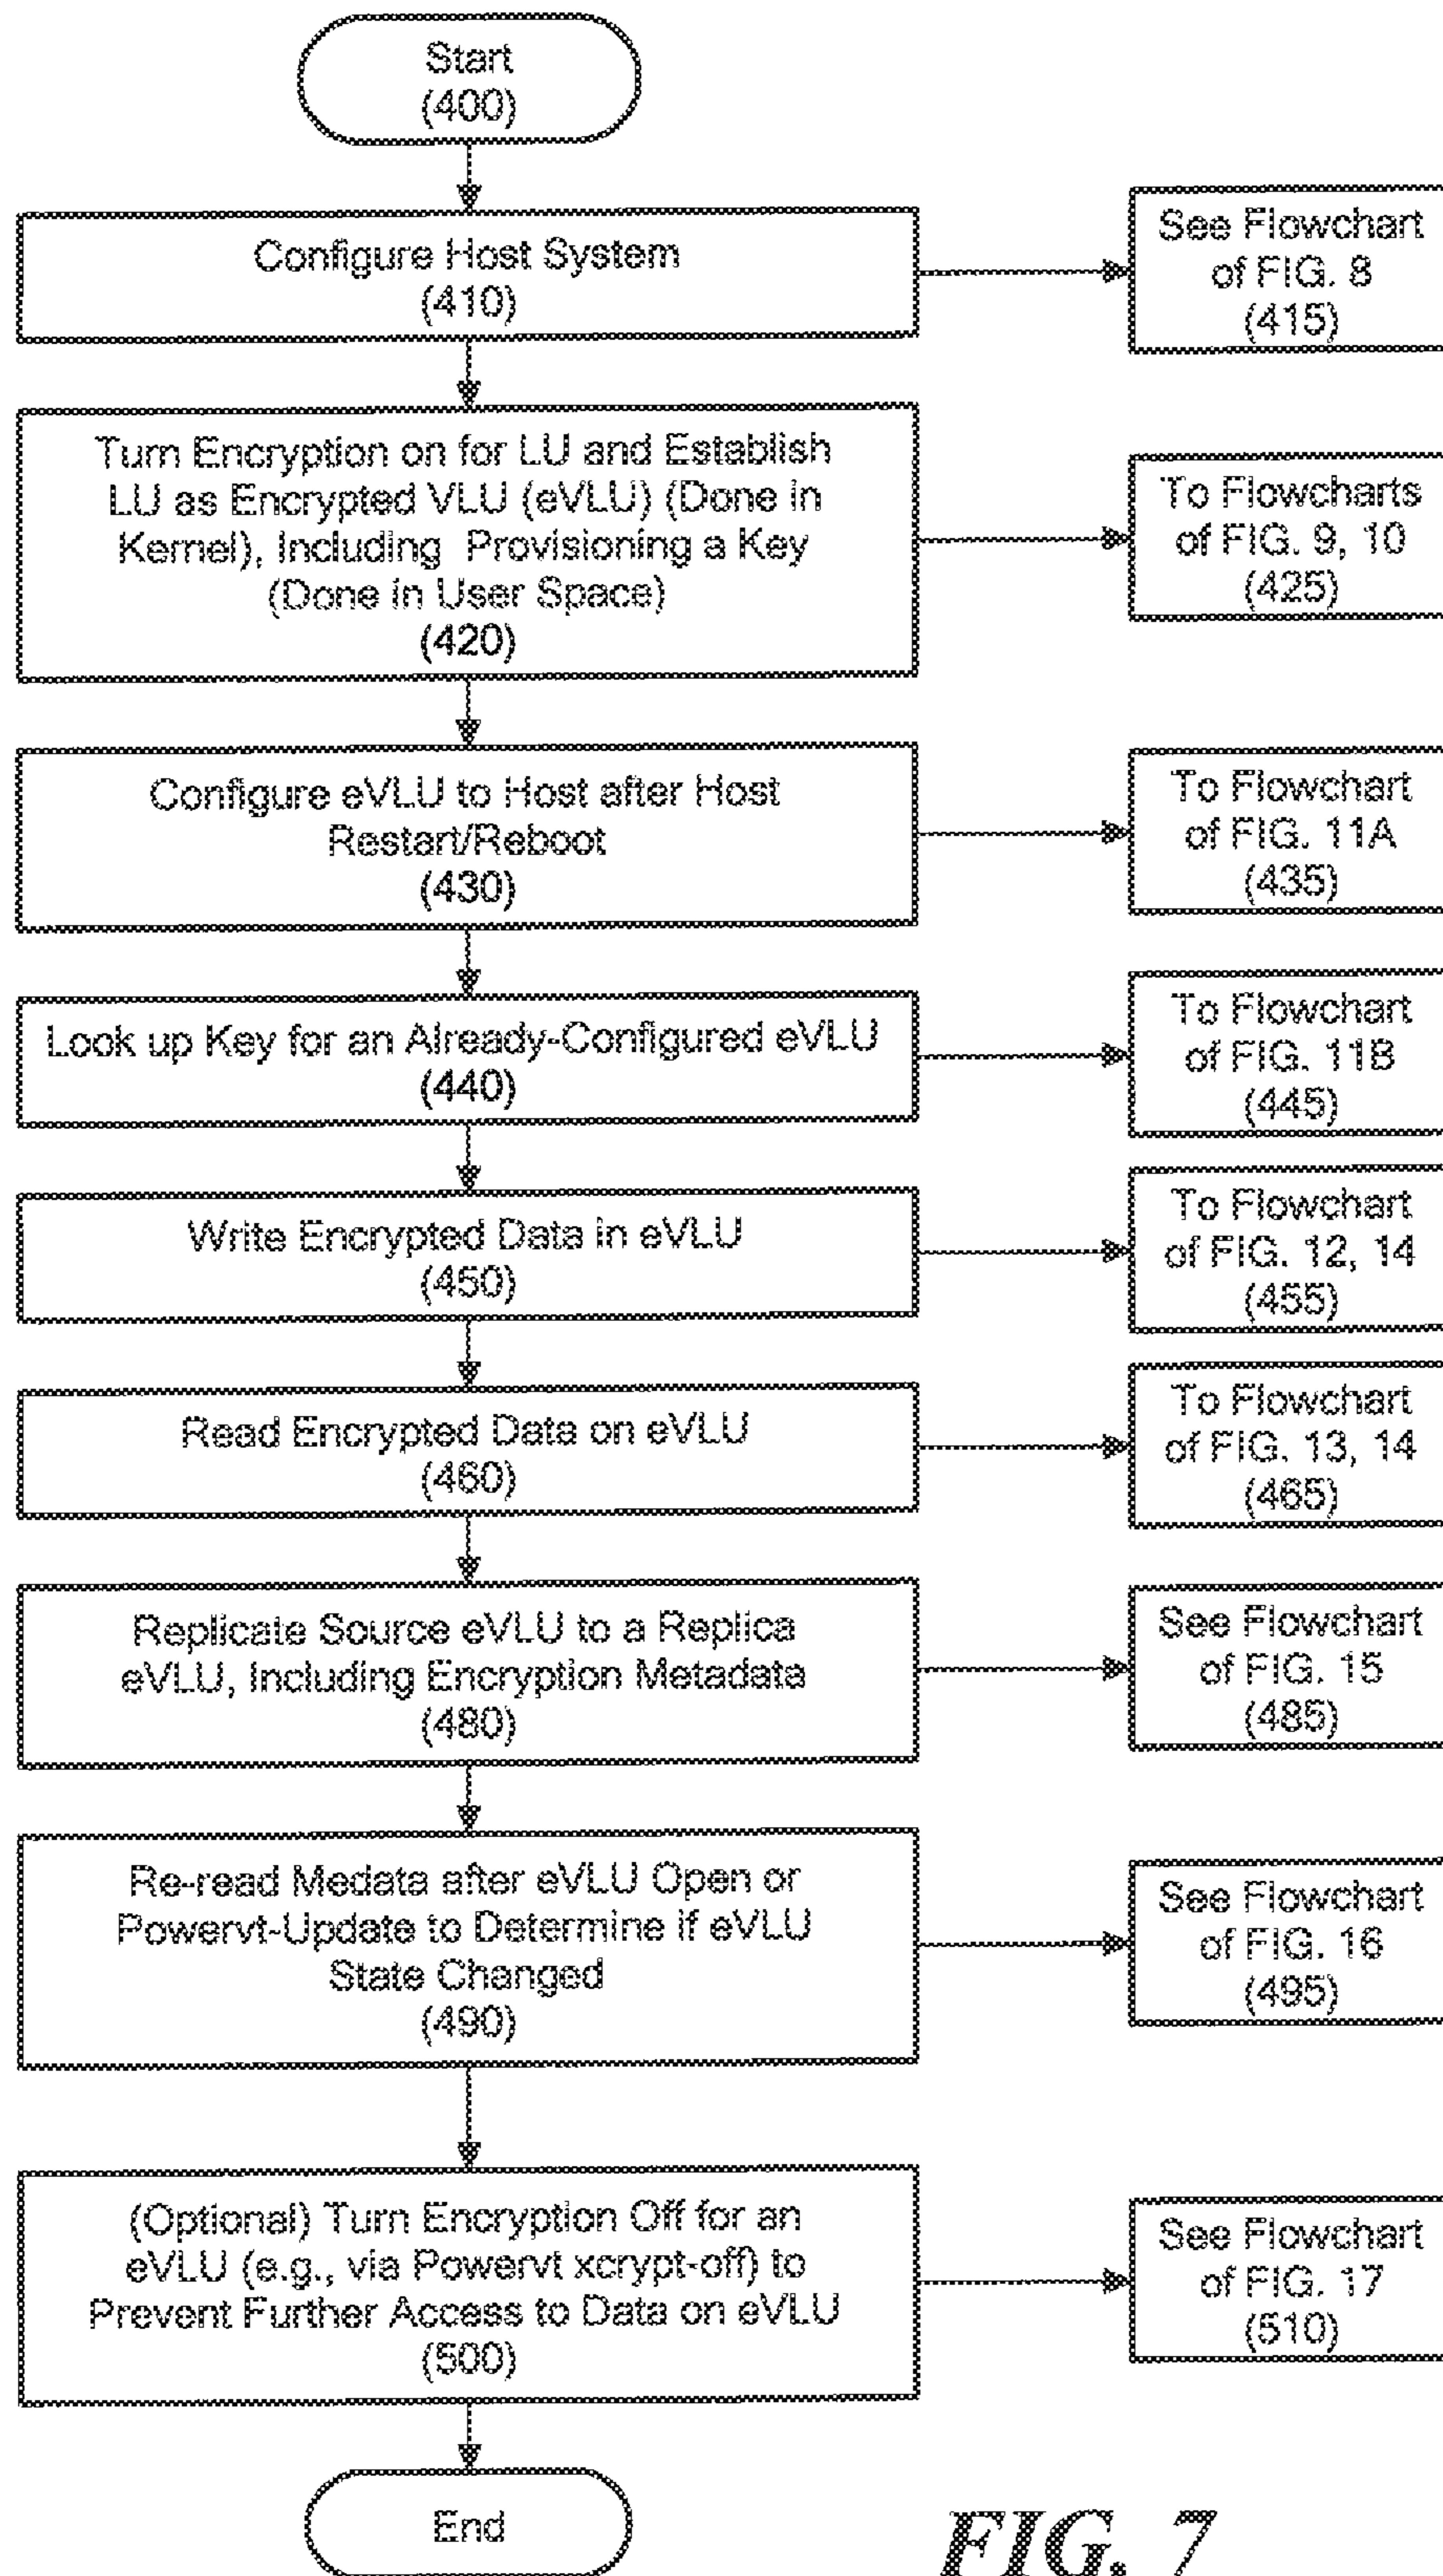 Start
(400)
Configure Host System
(410)
See Flowchart
of FIG. 8
(415)
Turn Encryption on for LU and Establish
LU as Encrypted VLU (eVLU) (Done in
Kernel), Including Provisioning a Key
(Done in User Space)
(420)
To Flowcharts
of FIG. 9, 10
(425)
Configure eVLU to Host after Host
Restart/Reboot
(430)
To Flowchart
of FIG. 11A
(435)
Look up Key for an Already-Configured eVLU
(440)
To Flowchart
of FIG. 11B
(445)
Write Encrypted Data in eVLU
(450)
To Flowchart
of FIG. 12, 14
(455)
Read Encrypted Data on eVLU
(460)
To Flowchart
of FIG. 13, 14
(465)
Replicate Source eVLU to a Replica
eVLU, Including Encryption Metadata
(480)
See Flowchart
of FIG. 15
(485)
Re-read Medata after eVLU Open or
Powervt-Update to Determine if eVLU
State Changed
(490)
See Flowchart
of FIG. 16
(495)
(Optional) Turn Encryption Off for an
eVLU (e.g., via Powervt xcrypt-off) to
Prevent Further Access to Data on eVLU
(500)
See Flowchart
of FIG. 17
(510)
End
FIG. 7